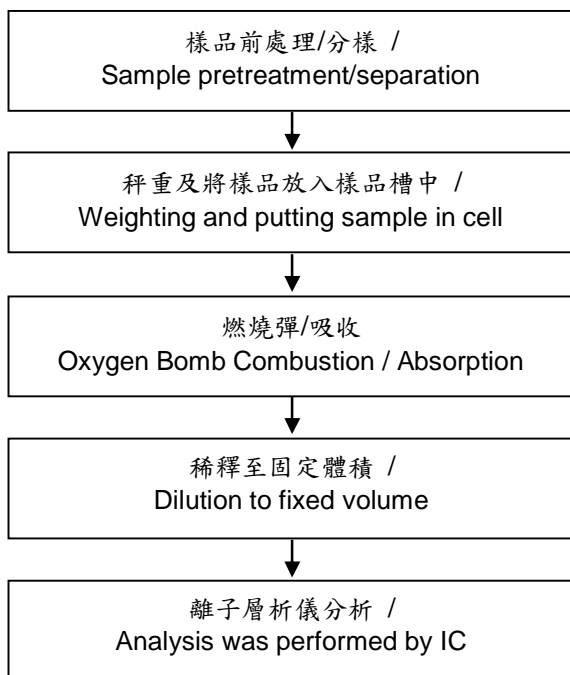 樣品前處理/分樣 /
Sample pretreatment/separation
秤重及將樣品放入樣品槽中 /
Weighting and putting sample in cell
燃燒彈/吸收
Oxygen Bomb Combustion / Absorption
稀釋至固定體積 /
Dilution to fixed volume
離子層析儀分析 /
Analysis was performed by IC